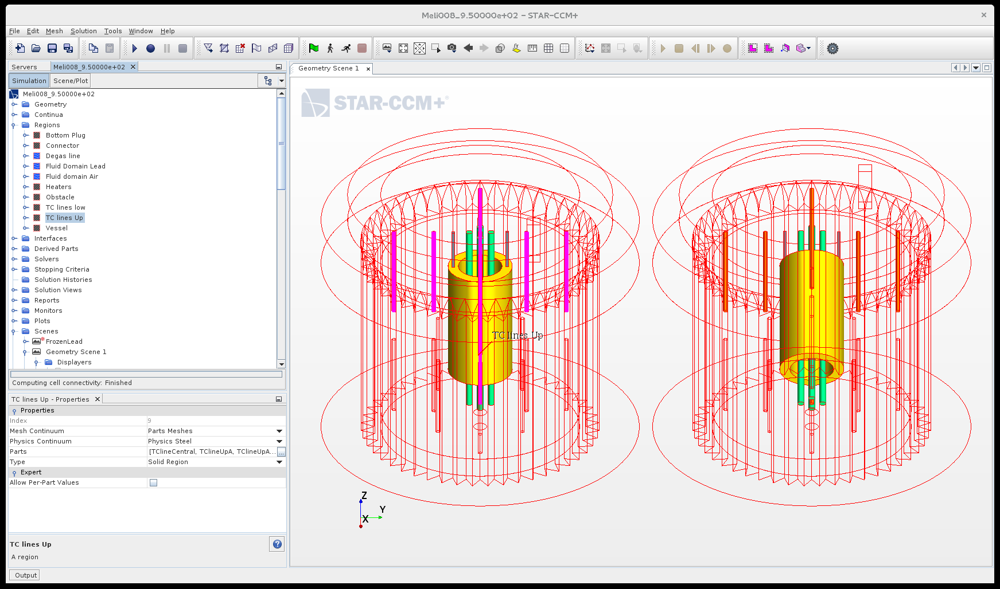 Meli008_9.50000e+02 – STAR-CCM+
File Edit Mesh Solution Tools Window Help
Servers Meli008_9.50000e+02
Geometry Scene 1
Simulation Scene/Plot
Meli008_9.50000e+02
Geometry
Continua
Regions
Bottom Plug
Connector
Degas line
Fluid Domain Lead
Fluid domain Air
Heaters
Obstacle
TC lines low
TC lines Up
Vessel
Interfaces
Derived Parts
Solvers
Stopping Criteria
Solution Histories
Solution Views
Reports
Monitors
Plots
Scenes
FrozenLead
Geometry Scene 1
Displayers
Computing cell connectivity: Finished
TC lines Up - Properties
Properties
Index 9
Mesh Continuum Parts Meshes
Physics Continuum Physics Steel
Parts [TClineCentral, TClineUpA, TClineUpA...
Type Solid Region
Expert
Allow Per-Part Values
TC lines Up
A region
Output
STAR-CCM+®
TC lines Up
Z
Y
X